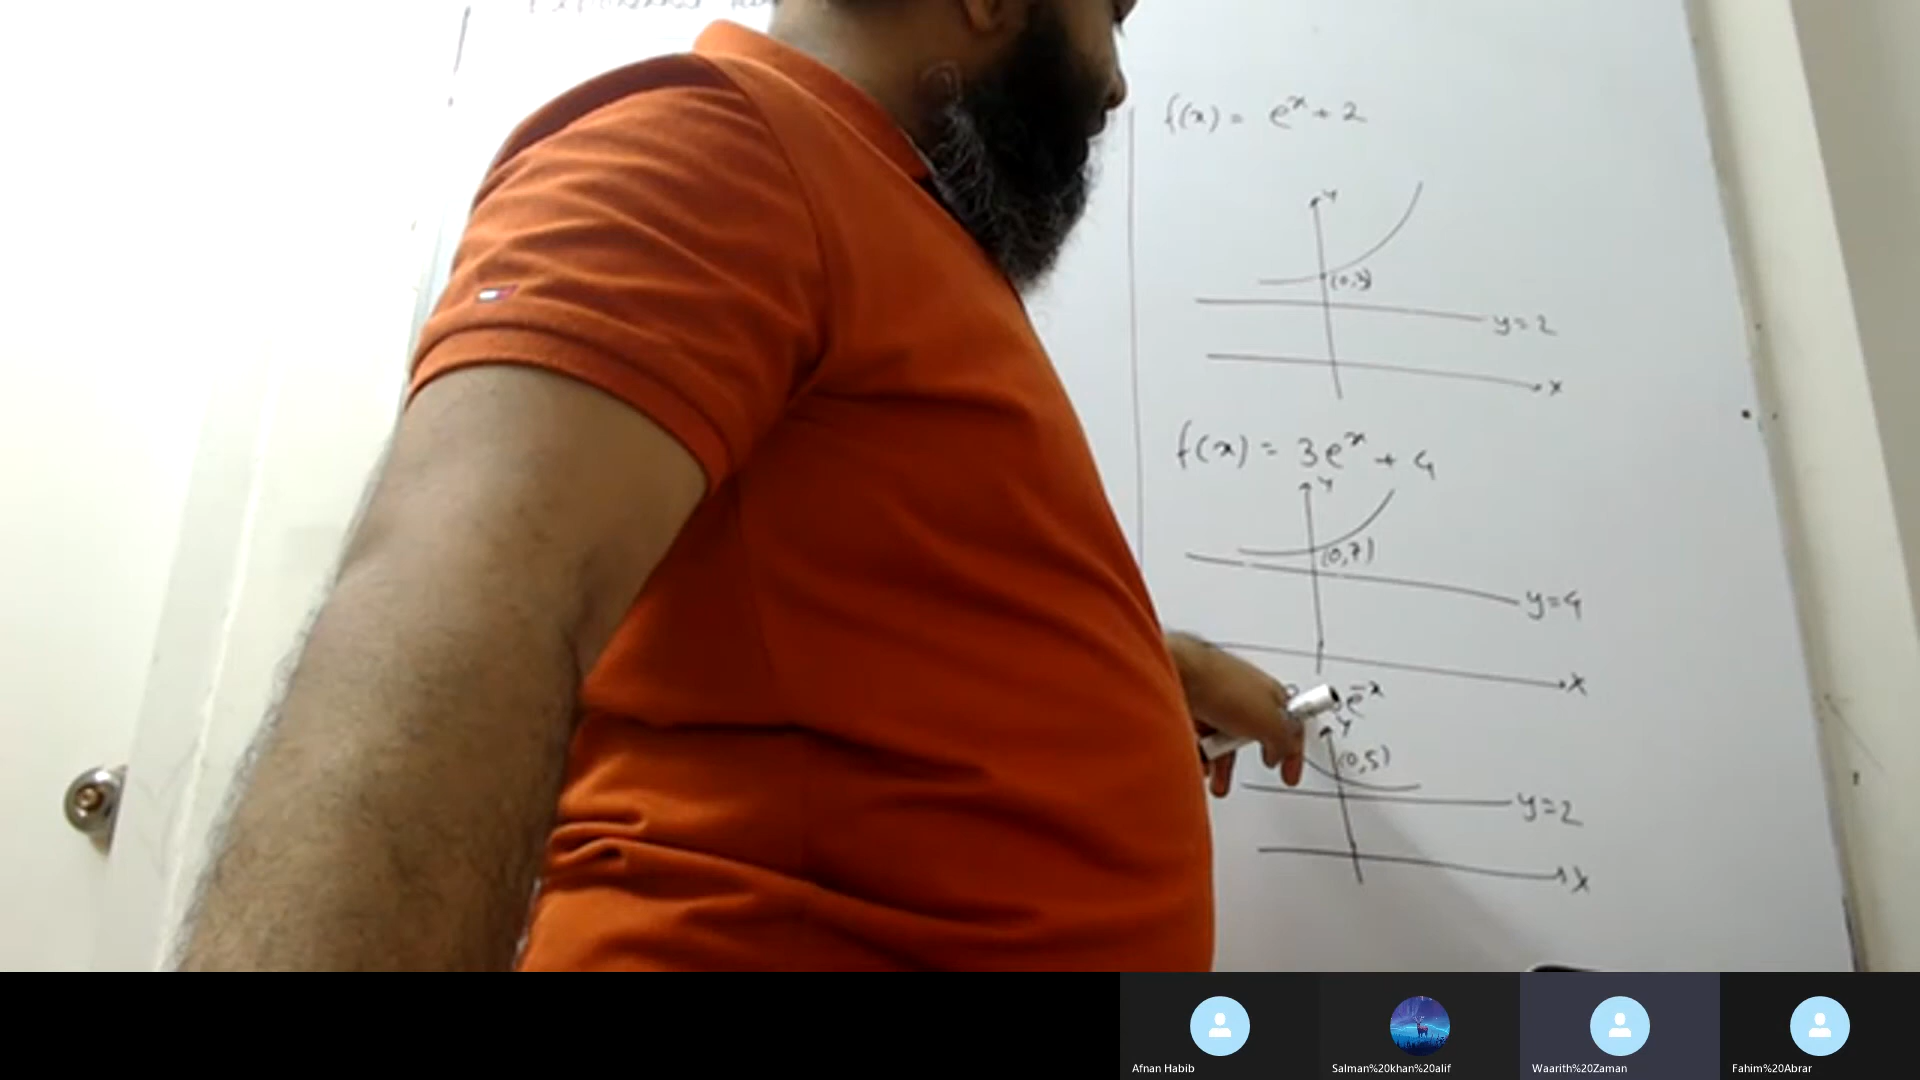 f(x) = e^x + 2
Y
(0,3)
y=2
X
f(x) = 3e^x + 4
Y
(0,7)
y=4
X
e^-x
Y
(0,5)
y=2
X
Afnan Habib
Salman%20khan%20alif
Waarith%20Zaman
Fahim%20Abrar